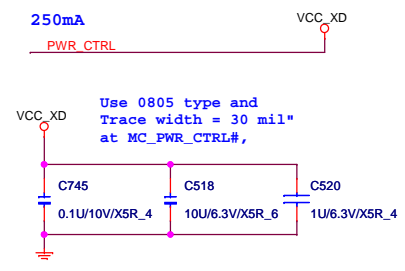 250mA
VCC_XD
PWR_CTRL
Use 0805 type and
Trace width = 30 mil"
at MC_PWR_CTRL#,
VCC_XD
C745
C518
C520
0.1U/10V/X5R_4
10U/6.3V/X5R_6
1U/6.3V/X5R_4